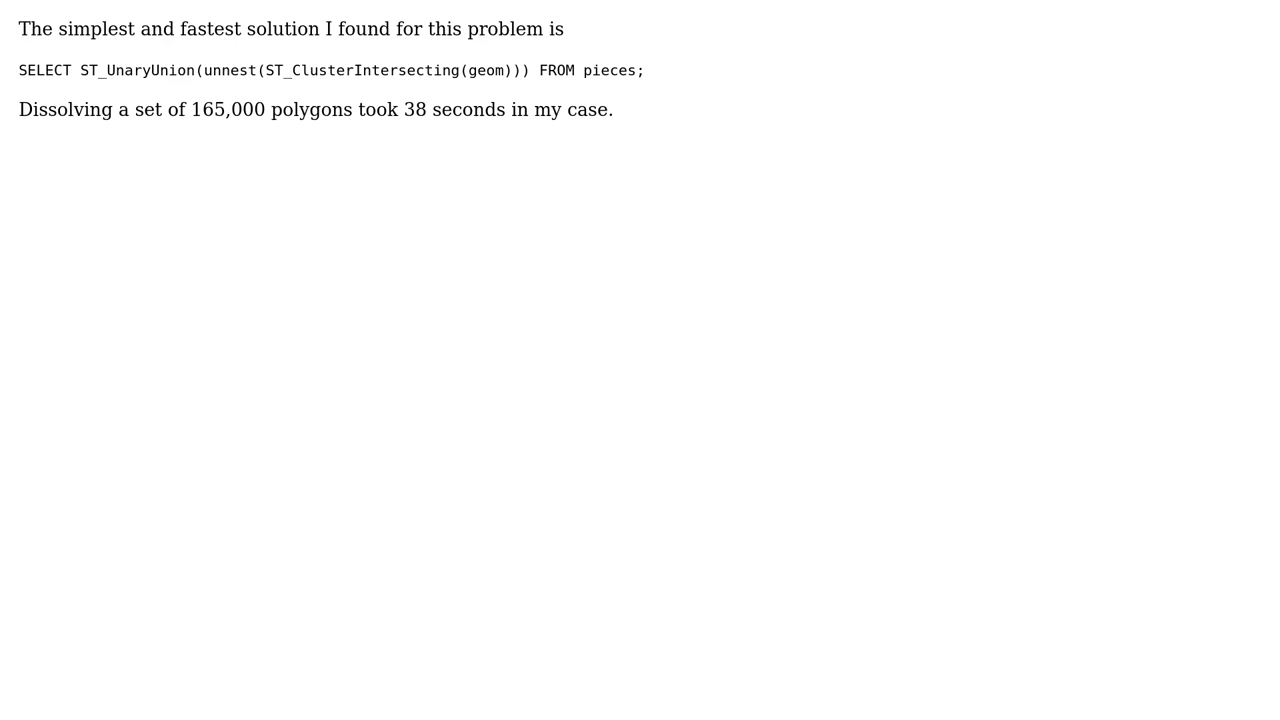 The simplest and fastest solution I found for this problem is
SELECT ST_UnaryUnion(unnest(ST_ClusterIntersecting(geom))) FROM pieces;
Dissolving a set of 165,000 polygons took 38 seconds in my case.